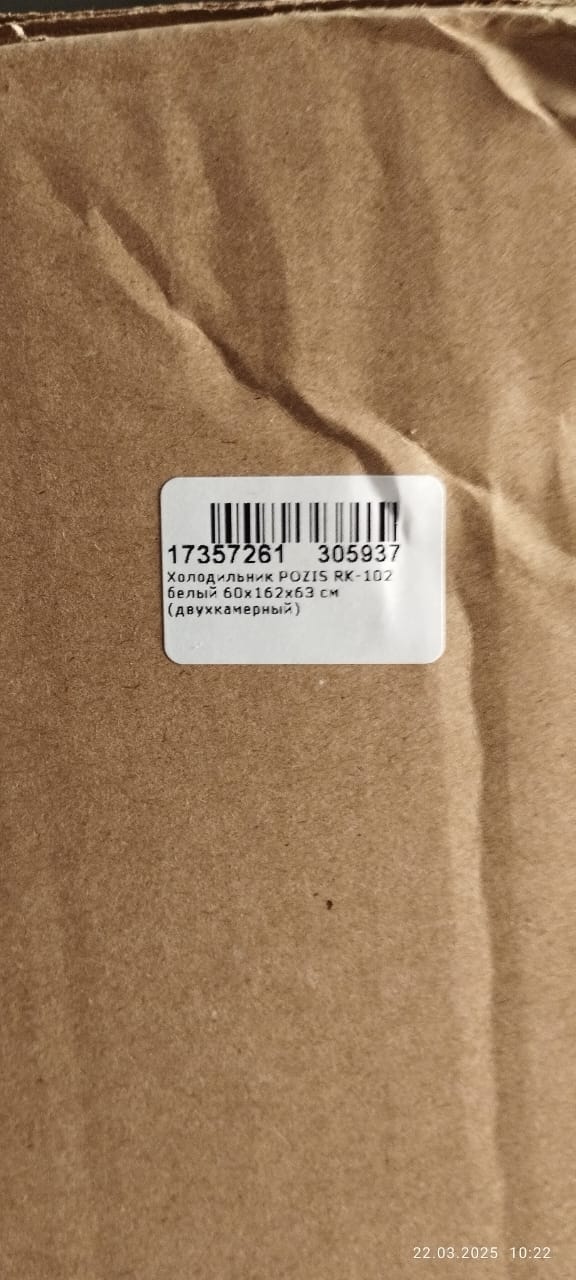 17357261 305937
Холодильник POZIS RK-102
белый 60x162x63 см
(двухкамерный)
22.03.2025 10:22